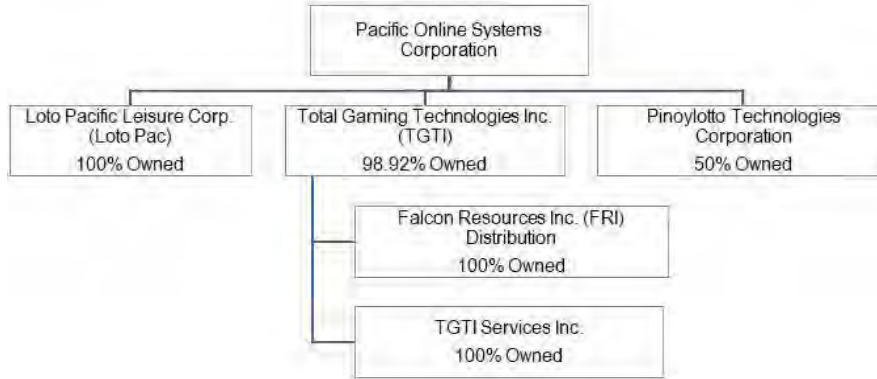 Pacific Online Systems
Corporation
Loto Pacific Leisure Corp.
(Loto Pac)
100% Owned
Total Gaming Technologies Inc.
(TGTI)
98.92% Owned
Pinoylotto Technologies
Corporation
50% Owned
Falcon Resources Inc. (FRI)
Distribution
100% Owned
TGTI Services Inc.
100% Owned